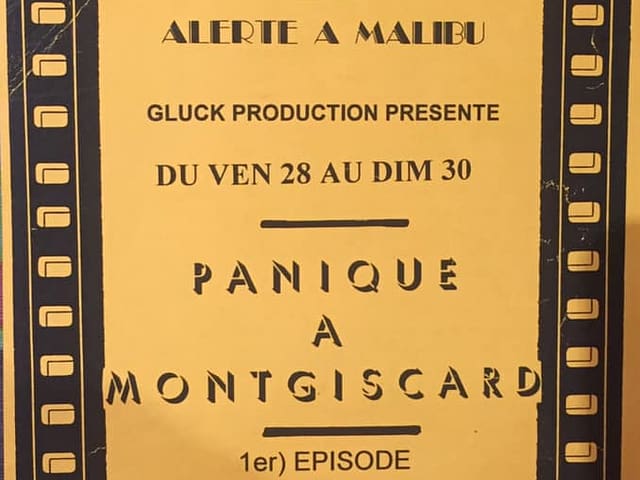 ALERTE A MALIBU
GLUCK PRODUCTION PRESENTE
DU VEN 28 AU DIM 30
PANIQUE
A
MONTGISCARD
1er) EPISODE